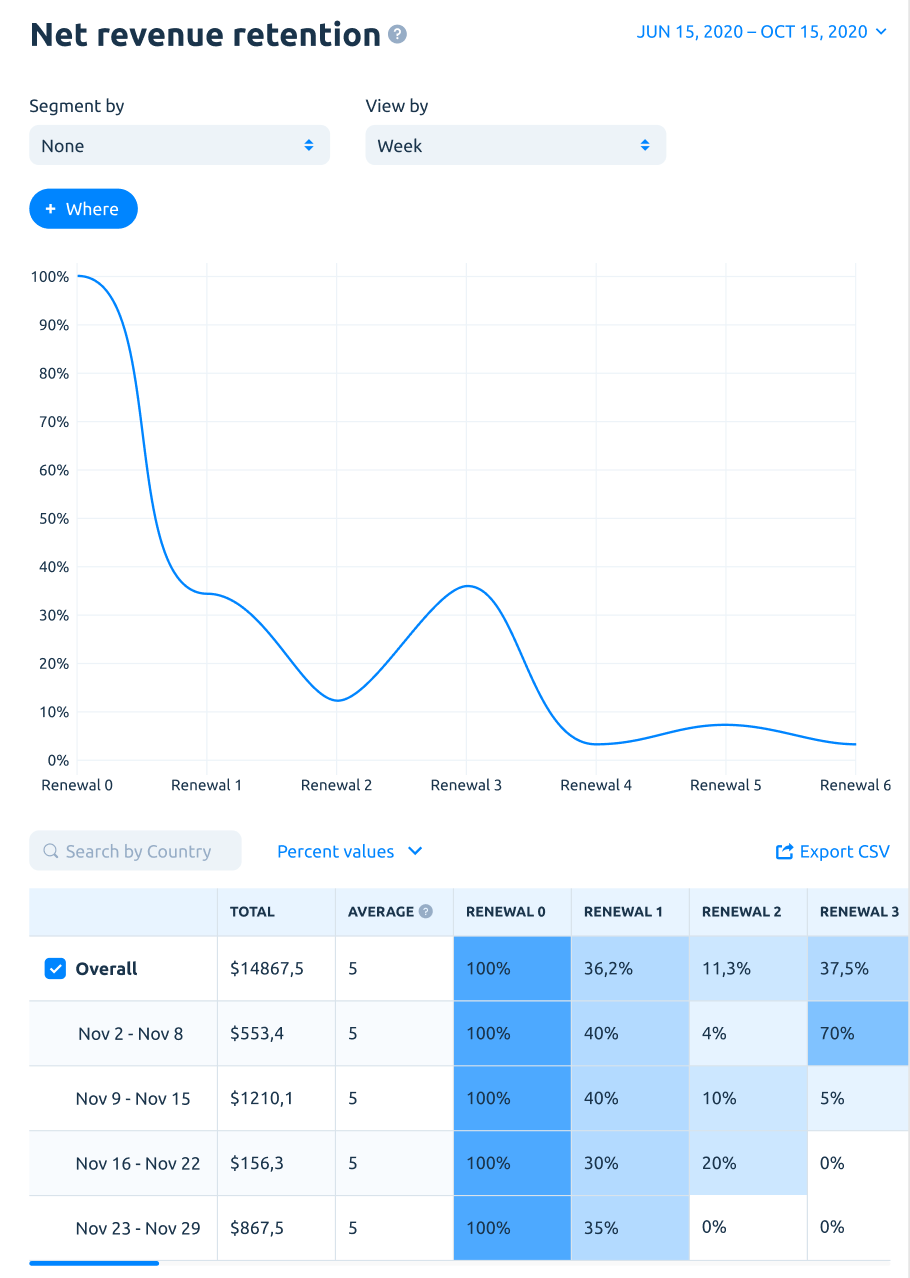 Net revenue retention ?
JUN 15, 2020 – OCT 15, 2020
Segment by View by
None Week
+ Where
100%
90%
80%
70%
60%
50%
40%
30%
20%
10%
0%
Renewal 0 Renewal 1 Renewal 2 Renewal 3 Renewal 4 Renewal 5 Renewal 6
Search by Country Percent values Export CSV
TOTAL AVERAGE ? RENEWAL 0 RENEWAL 1 RENEWAL 2 RENEWAL 3
Overall $14867,5 5 100% 36,2% 11,3% 37,5%
Nov 2 - Nov 8 $553,4 5 100% 40% 4% 70%
Nov 9 - Nov 15 $1210,1 5 100% 40% 10% 5%
Nov 16 - Nov 22 $156,3 5 100% 30% 20% 0%
Nov 23 - Nov 29 $867,5 5 100% 35% 0% 0%